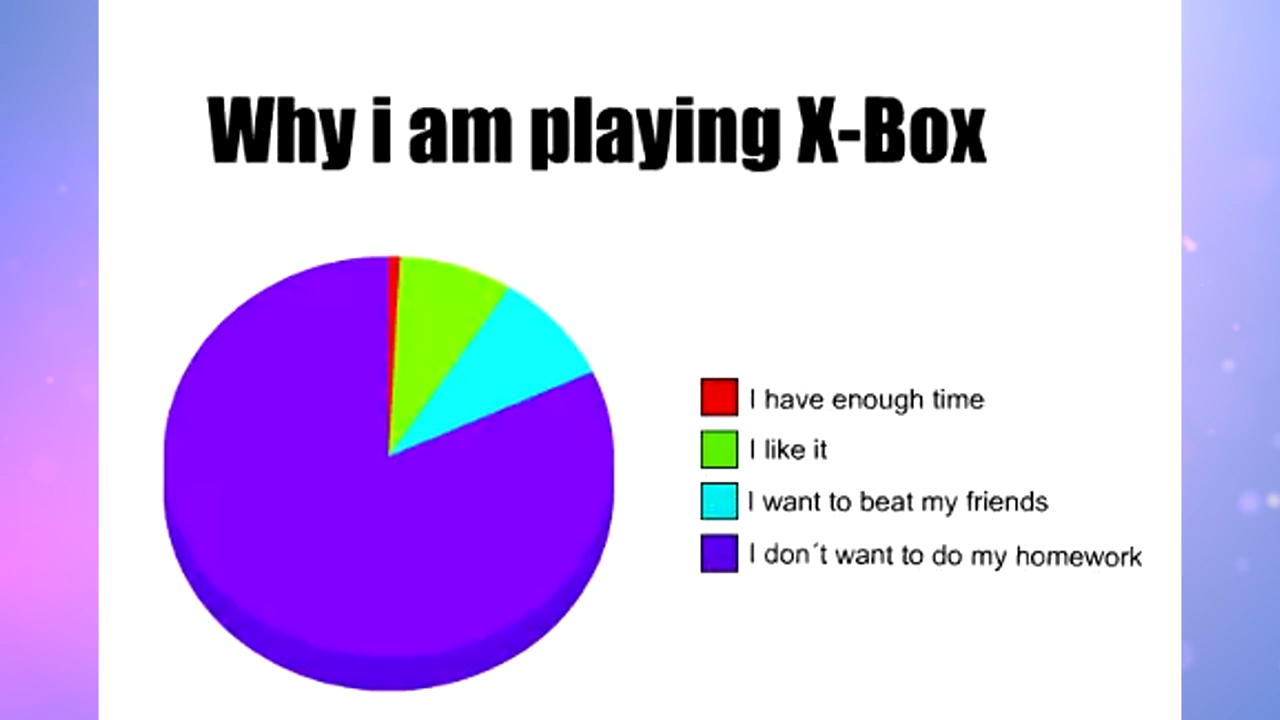 Why i am playing X-Box
I have enough time
I like it
I want to beat my friends
I don´t want to do my homework